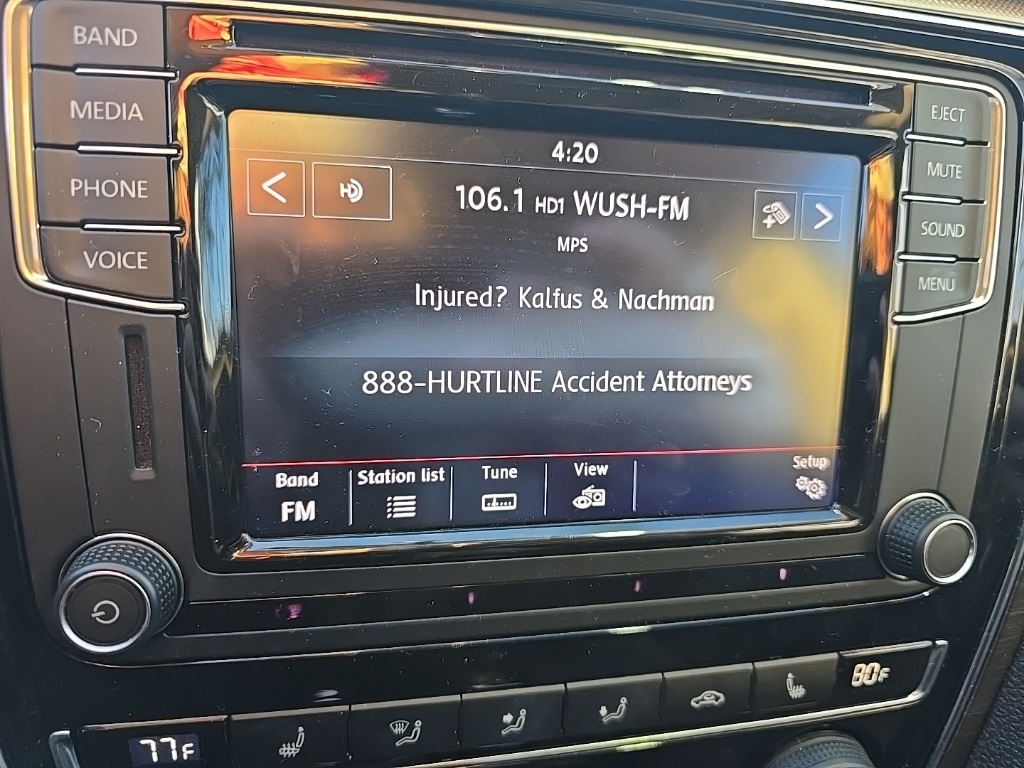 BAND
MEDIA
PHONE
VOICE
EJECT
MUTE
SOUND
MENU
4:20
HD
106.1 HD1 WUSH-FM
MPS
Injured? Kalfus & Nachman
888-HURTLINE Accident Attorneys
Band
FM
Station list
Tune
View
Setup
77F
80F